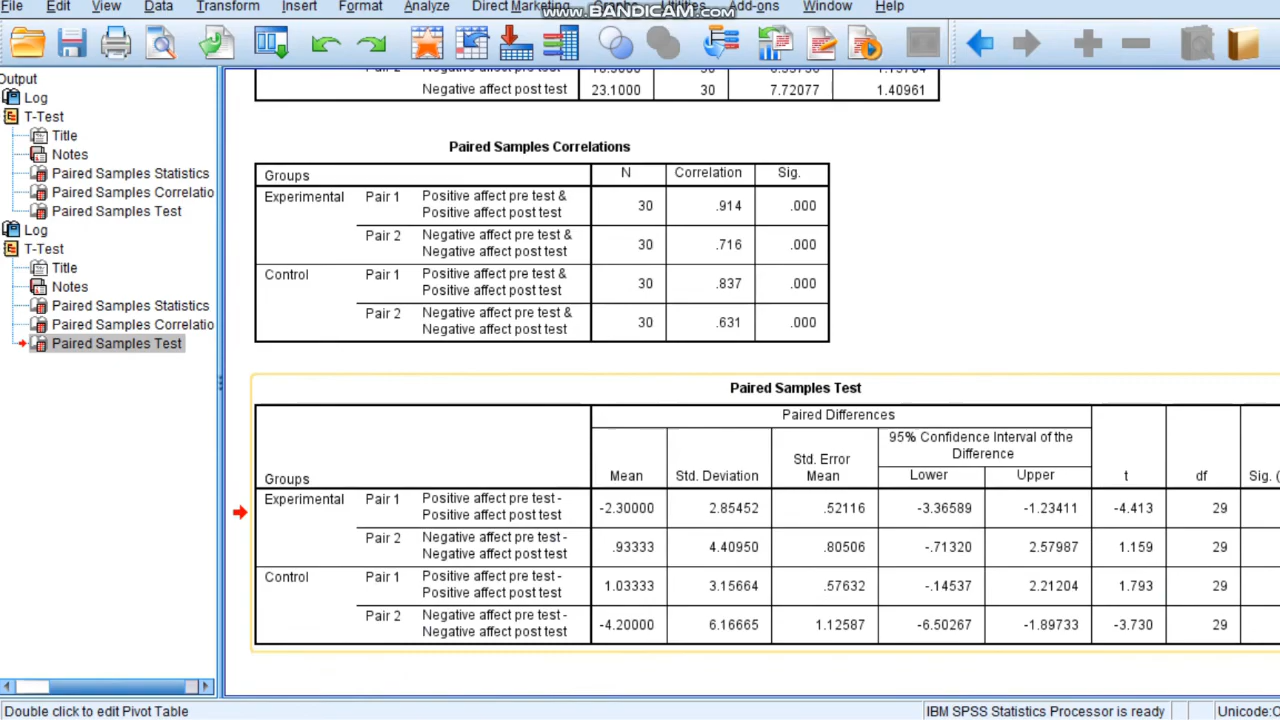 File Edit View Data Transform Insert Format Analyze Direct Marketing Utilities Add-ons Window Help
www.BANDICAM.com
Output
Log
T-Test
Title
Notes
Paired Samples Statistics
Paired Samples Correlatio
Paired Samples Test
Log
T-Test
Title
Notes
Paired Samples Statistics
Paired Samples Correlatio
Paired Samples Test
Negative affect post test 23.1000 30 7.72077 1.40961
Paired Samples Correlations
Groups N Correlation Sig.
Experimental Pair 1 Positive affect pre test &
Positive affect post test 30 .914 .000
Pair 2 Negative affect pre test &
Negative affect post test 30 .716 .000
Control Pair 1 Positive affect pre test &
Positive affect post test 30 .837 .000
Pair 2 Negative affect pre test &
Negative affect post test 30 .631 .000
Paired Samples Test
Paired Differences
95% Confidence Interval of the
Difference
Std. Error
Groups Mean Std. Deviation Mean Lower Upper t df Sig. (
Experimental Pair 1 Positive affect pre test -
Positive affect post test -2.30000 2.85452 .52116 -3.36589 -1.23411 -4.413 29
Pair 2 Negative affect pre test -
Negative affect post test .93333 4.40950 .80506 -.71320 2.57987 1.159 29
Control Pair 1 Positive affect pre test -
Positive affect post test 1.03333 3.15664 .57632 -.14537 2.21204 1.793 29
Pair 2 Negative affect pre test -
Negative affect post test -4.20000 6.16665 1.12587 -6.50267 -1.89733 -3.730 29
Double click to edit Pivot Table
IBM SPSS Statistics Processor is ready
Unicode:O